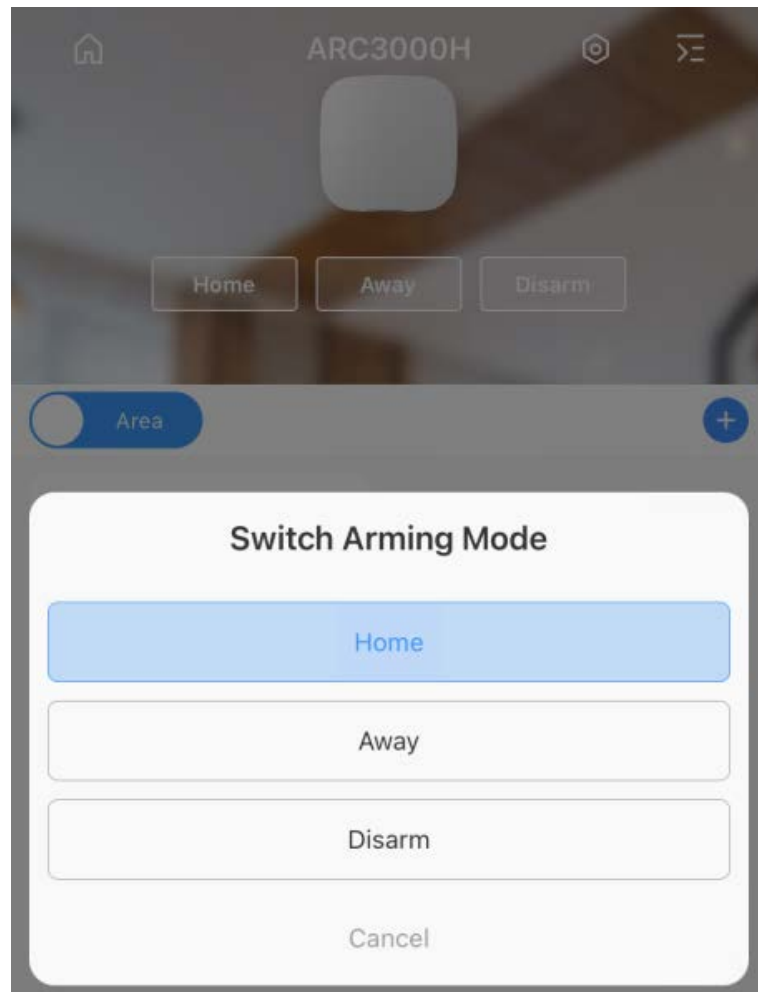 ARC3000H
Home Away Disarm
Area
Switch Arming Mode
Home
Away
Disarm
Cancel